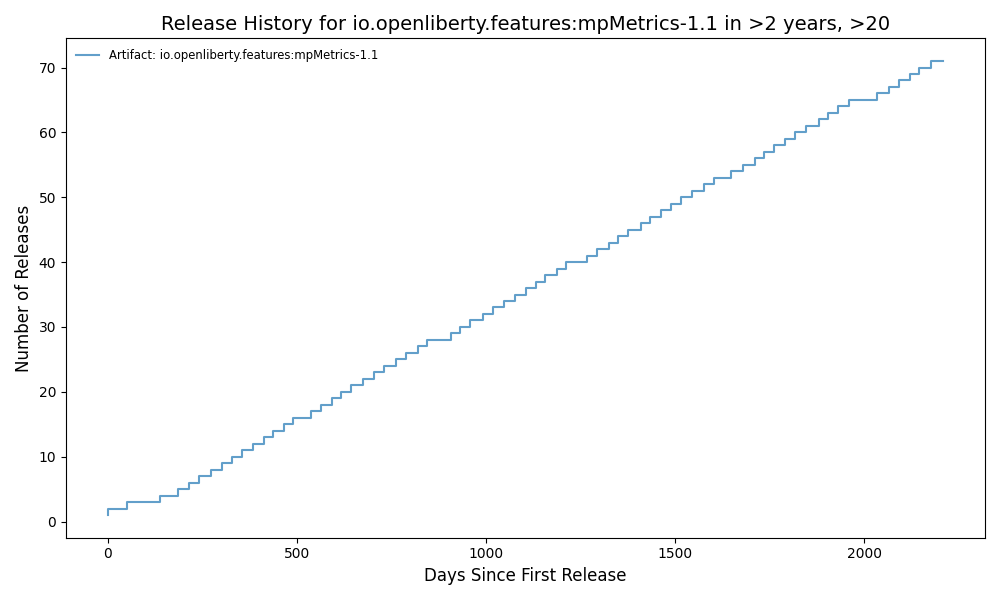 Release History for io.openliberty.features:mpMetrics-1.1 in >2 years, >20
Artifact: io.openliberty.features:mpMetrics-1.1
Number of Releases
70
60
50
40
30
20
10
0
0 500 1000 1500 2000
Days Since First Release